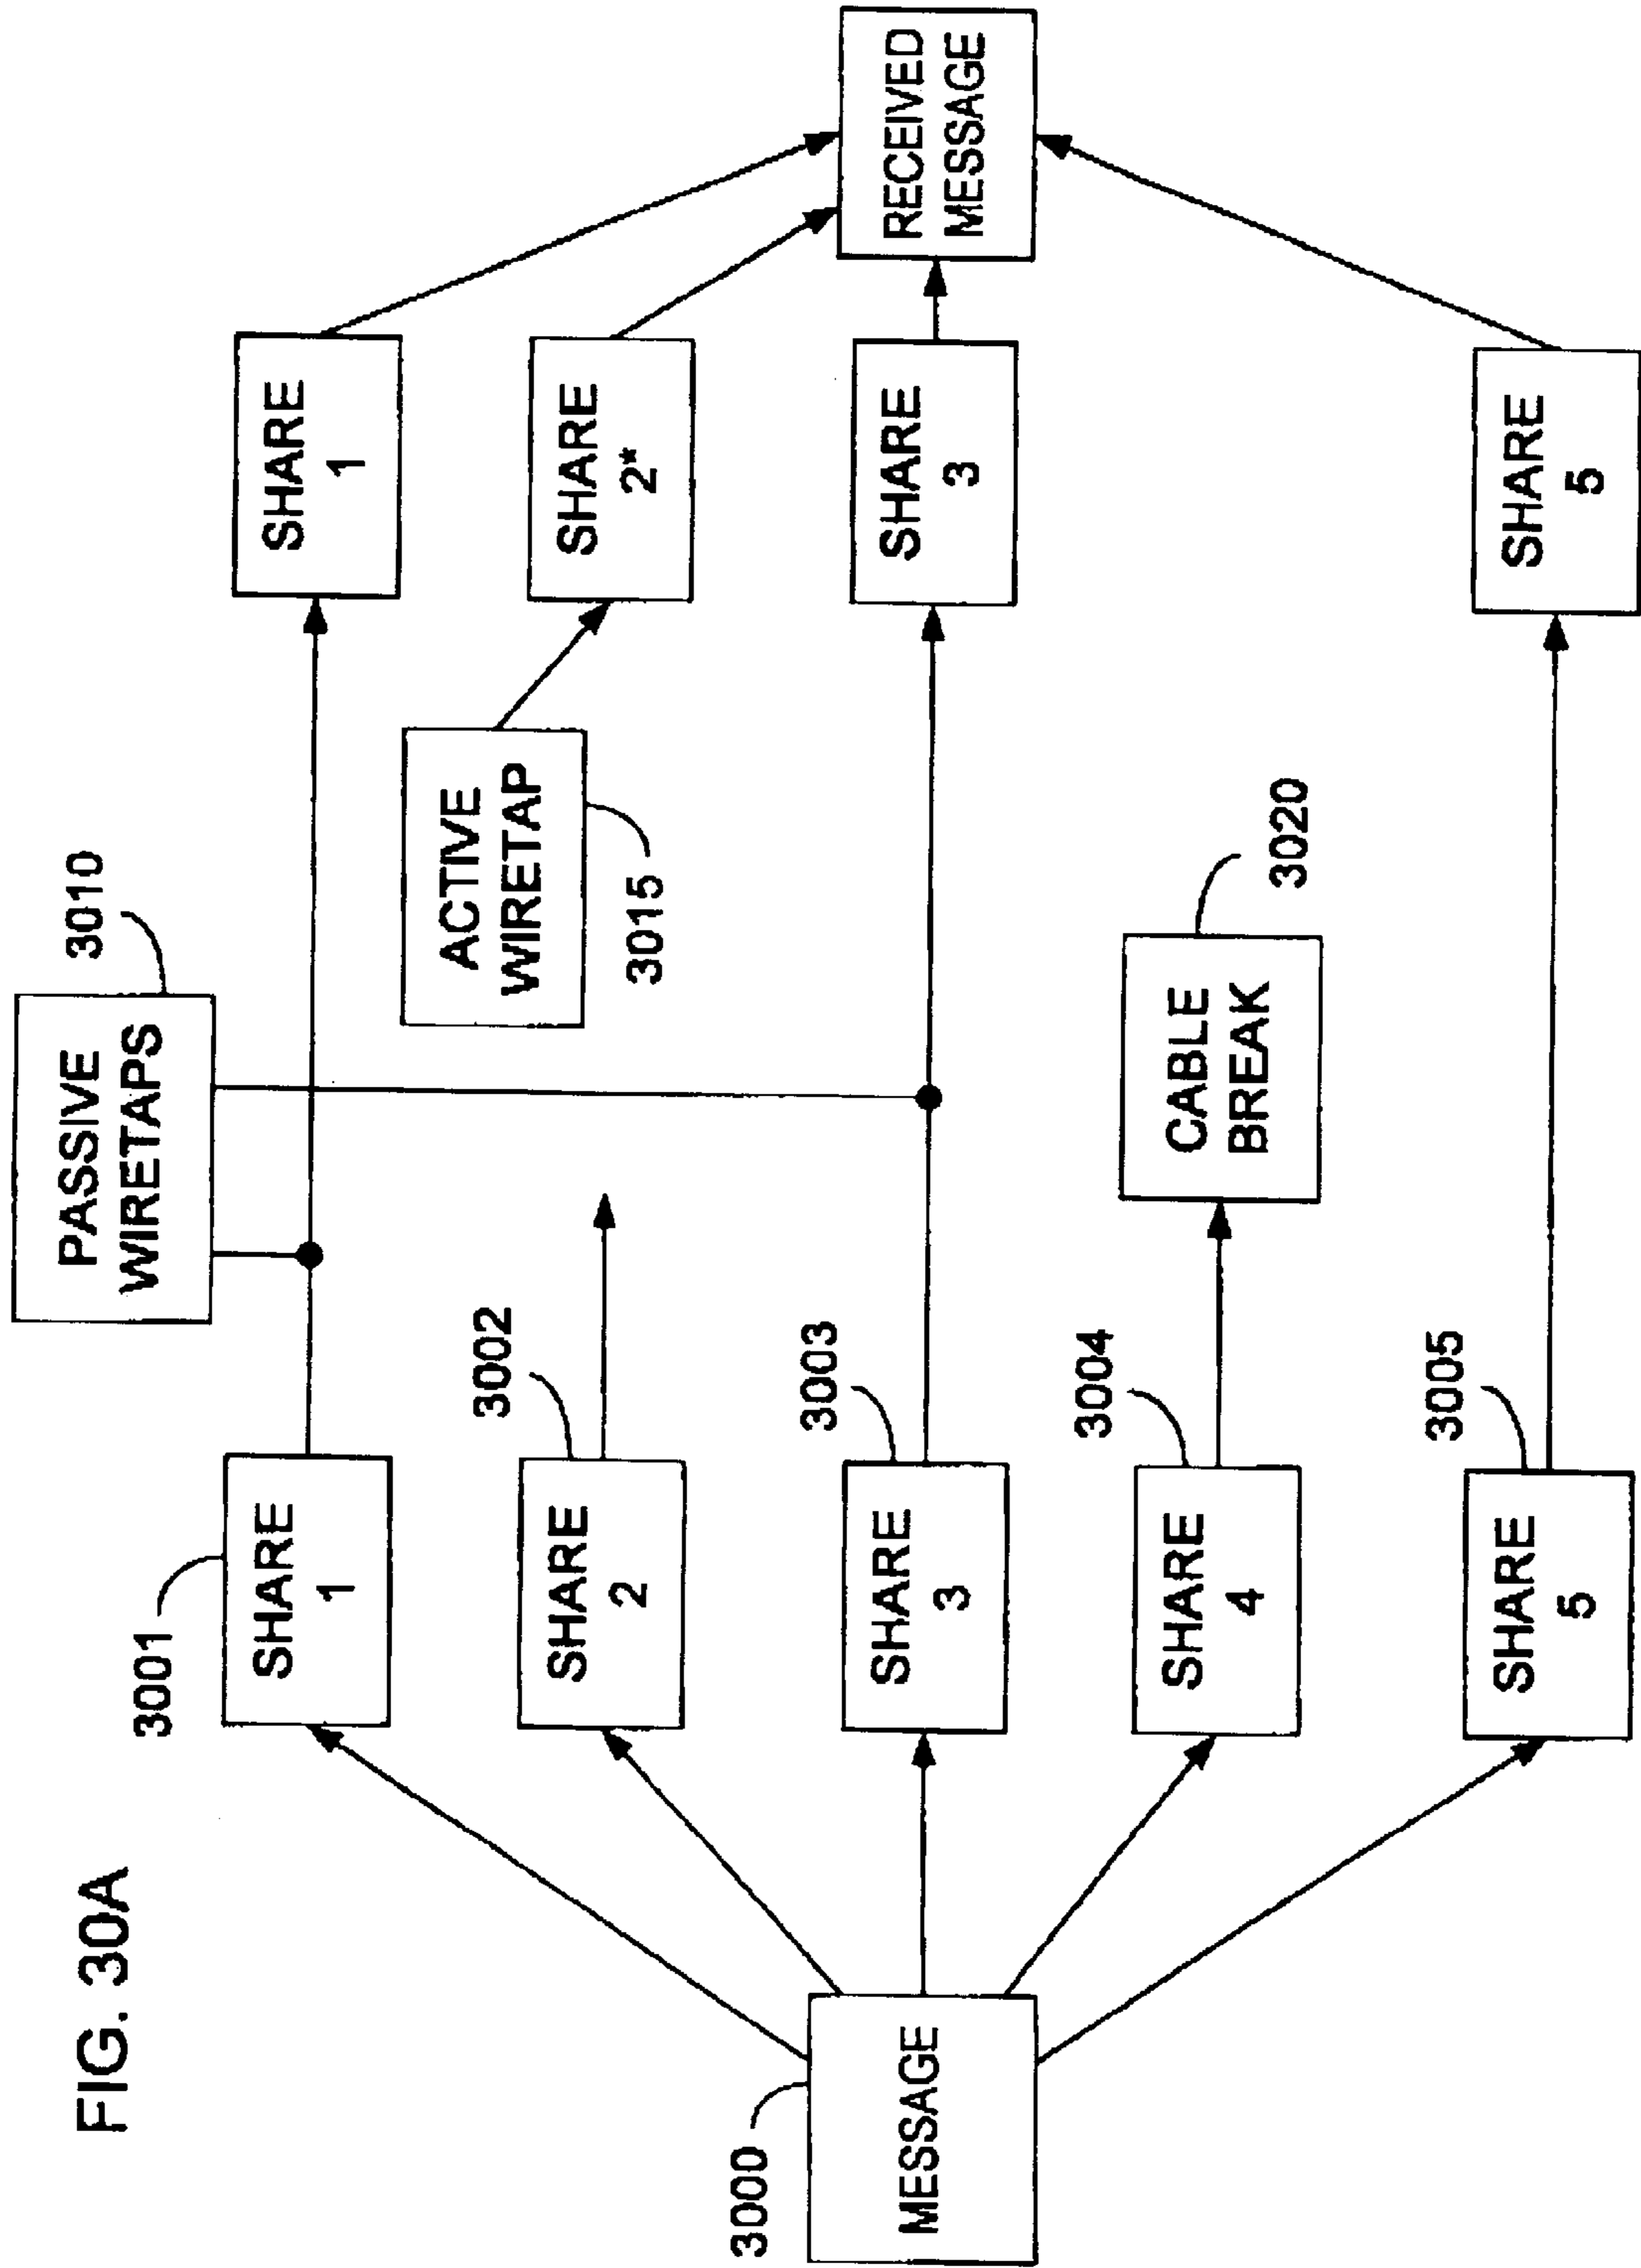 FIG. 30A
3000
MESSAGE
3001
SHARE
1
3002
SHARE
2
3003
SHARE
3
3004
SHARE
4
3005
SHARE
5
PASSIVE
WIRETAPS
3010
ACTIVE
WIRETAP
3015
CABLE
BREAK
3020
SHARE
1
SHARE
2*
SHARE
3
SHARE
5
RECEIVED
MESSAGE